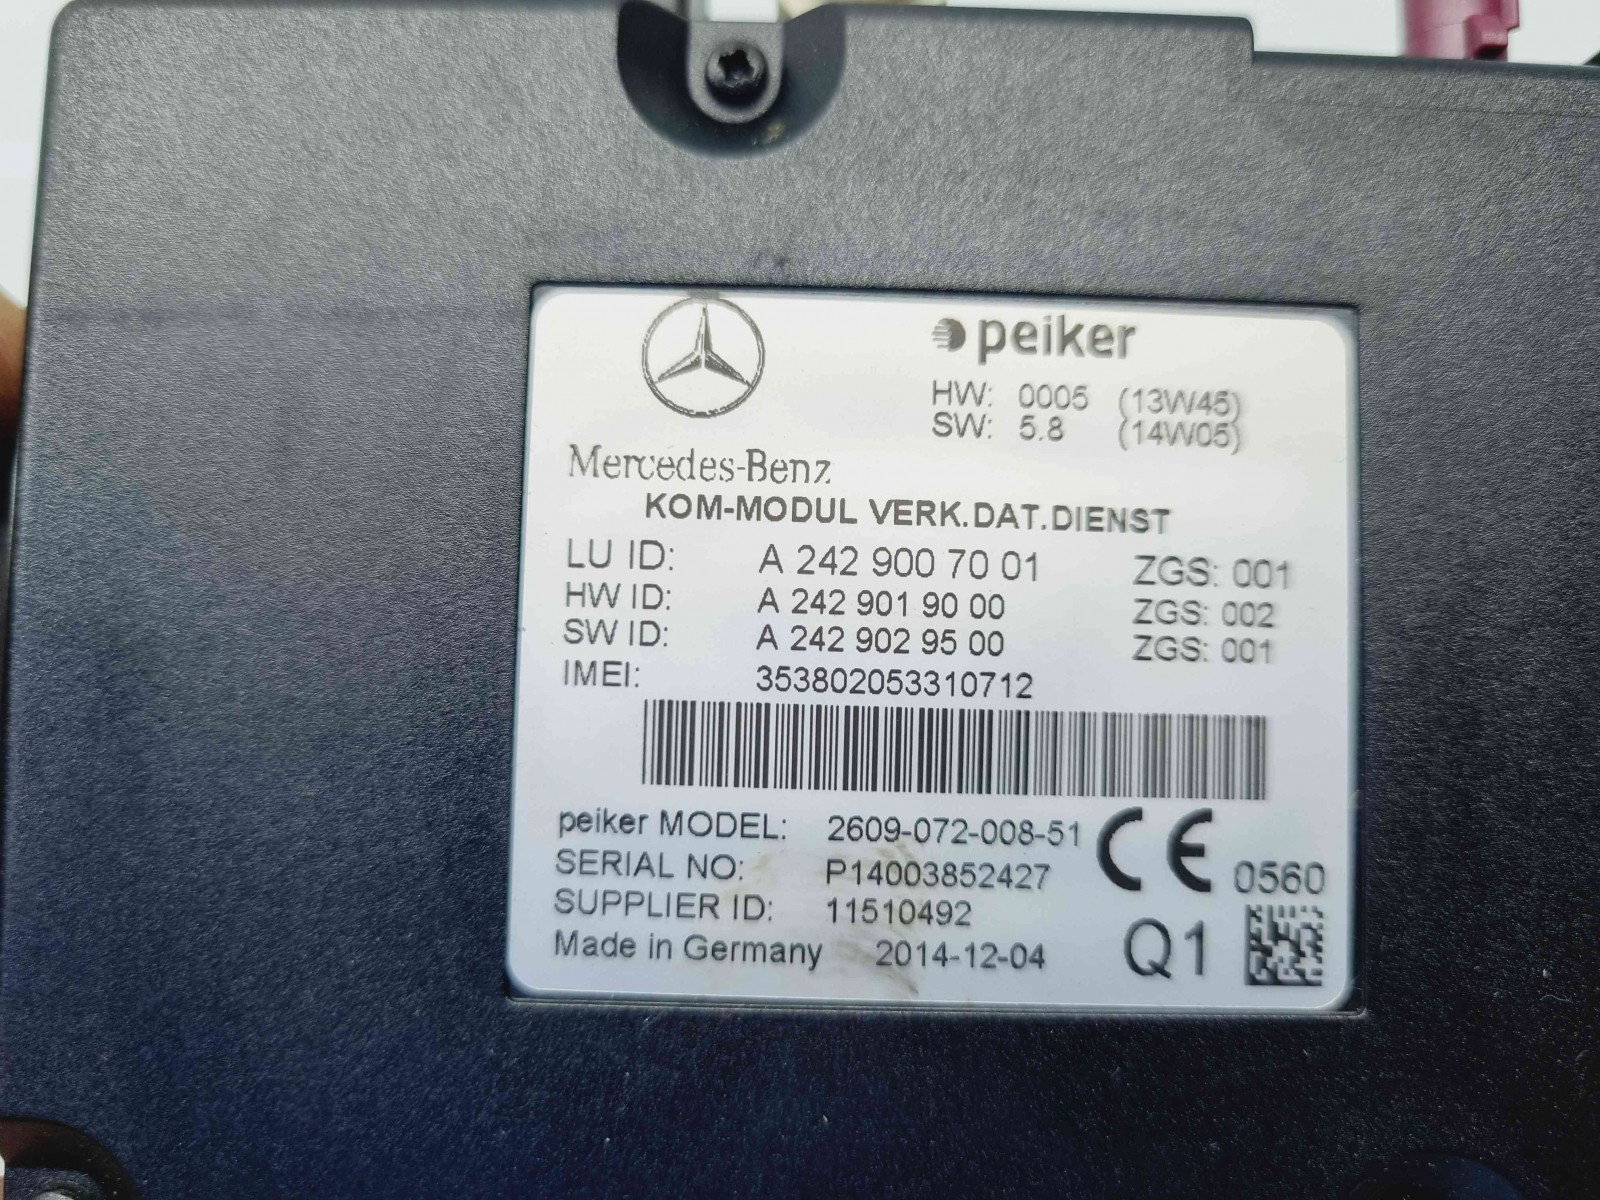 peiker
HW: 0005 (13W45)
SW: 5.8 (14W05)
Mercedes-Benz
KOM-MODUL VERK.DAT.DIENST
LU ID: A 242 900 70 01 ZGS: 001
HW ID: A 242 901 90 00 ZGS: 002
SW ID: A 242 902 95 00 ZGS: 001
IMEI: 353802053310712
peiker MODEL: 2609-072-008-51
CE 0560
SERIAL NO: P14003852427
SUPPLIER ID: 11510492
Made in Germany 2014-12-04
Q1